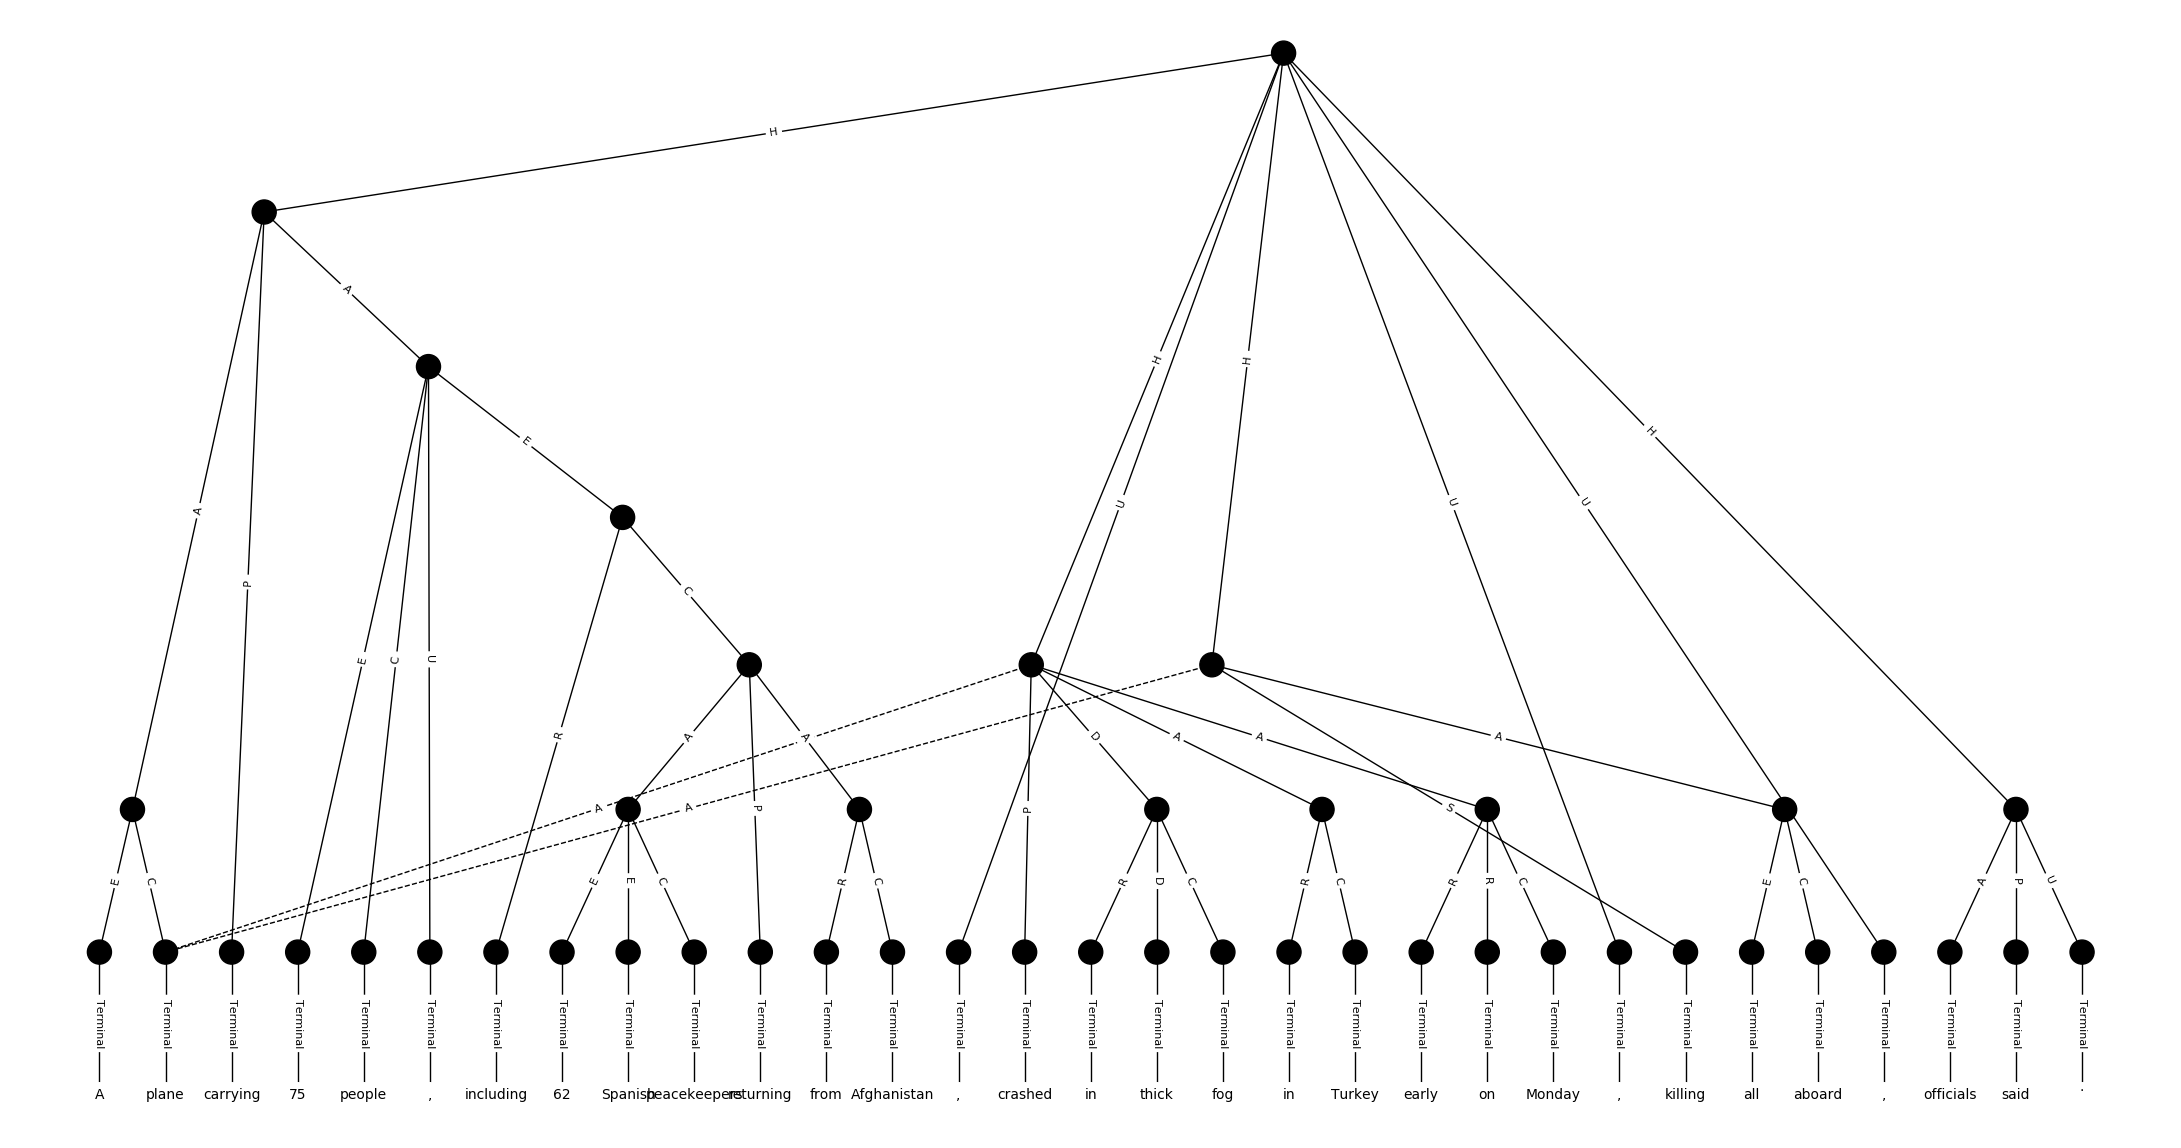 H
A
H
H
H
E
A
U
U
U
P
C
E
C
U
R
A
A
D
A
A
A
A
A
P
P
S
E
C
E
E
C
R
C
R
D
C
R
C
R
R
C
E
C
A
P
U
Terminal Terminal Terminal Terminal Terminal Terminal Terminal Terminal Terminal Terminal Terminal Terminal Terminal Terminal Terminal Terminal Terminal Terminal Terminal Terminal Terminal Terminal Terminal Terminal Terminal Terminal Terminal Terminal Terminal Terminal Terminal
A plane carrying 75 people , including 62 Spanish peacekeepers returning from Afghanistan , crashed in thick fog in Turkey early on Monday , killing all aboard , officials said .